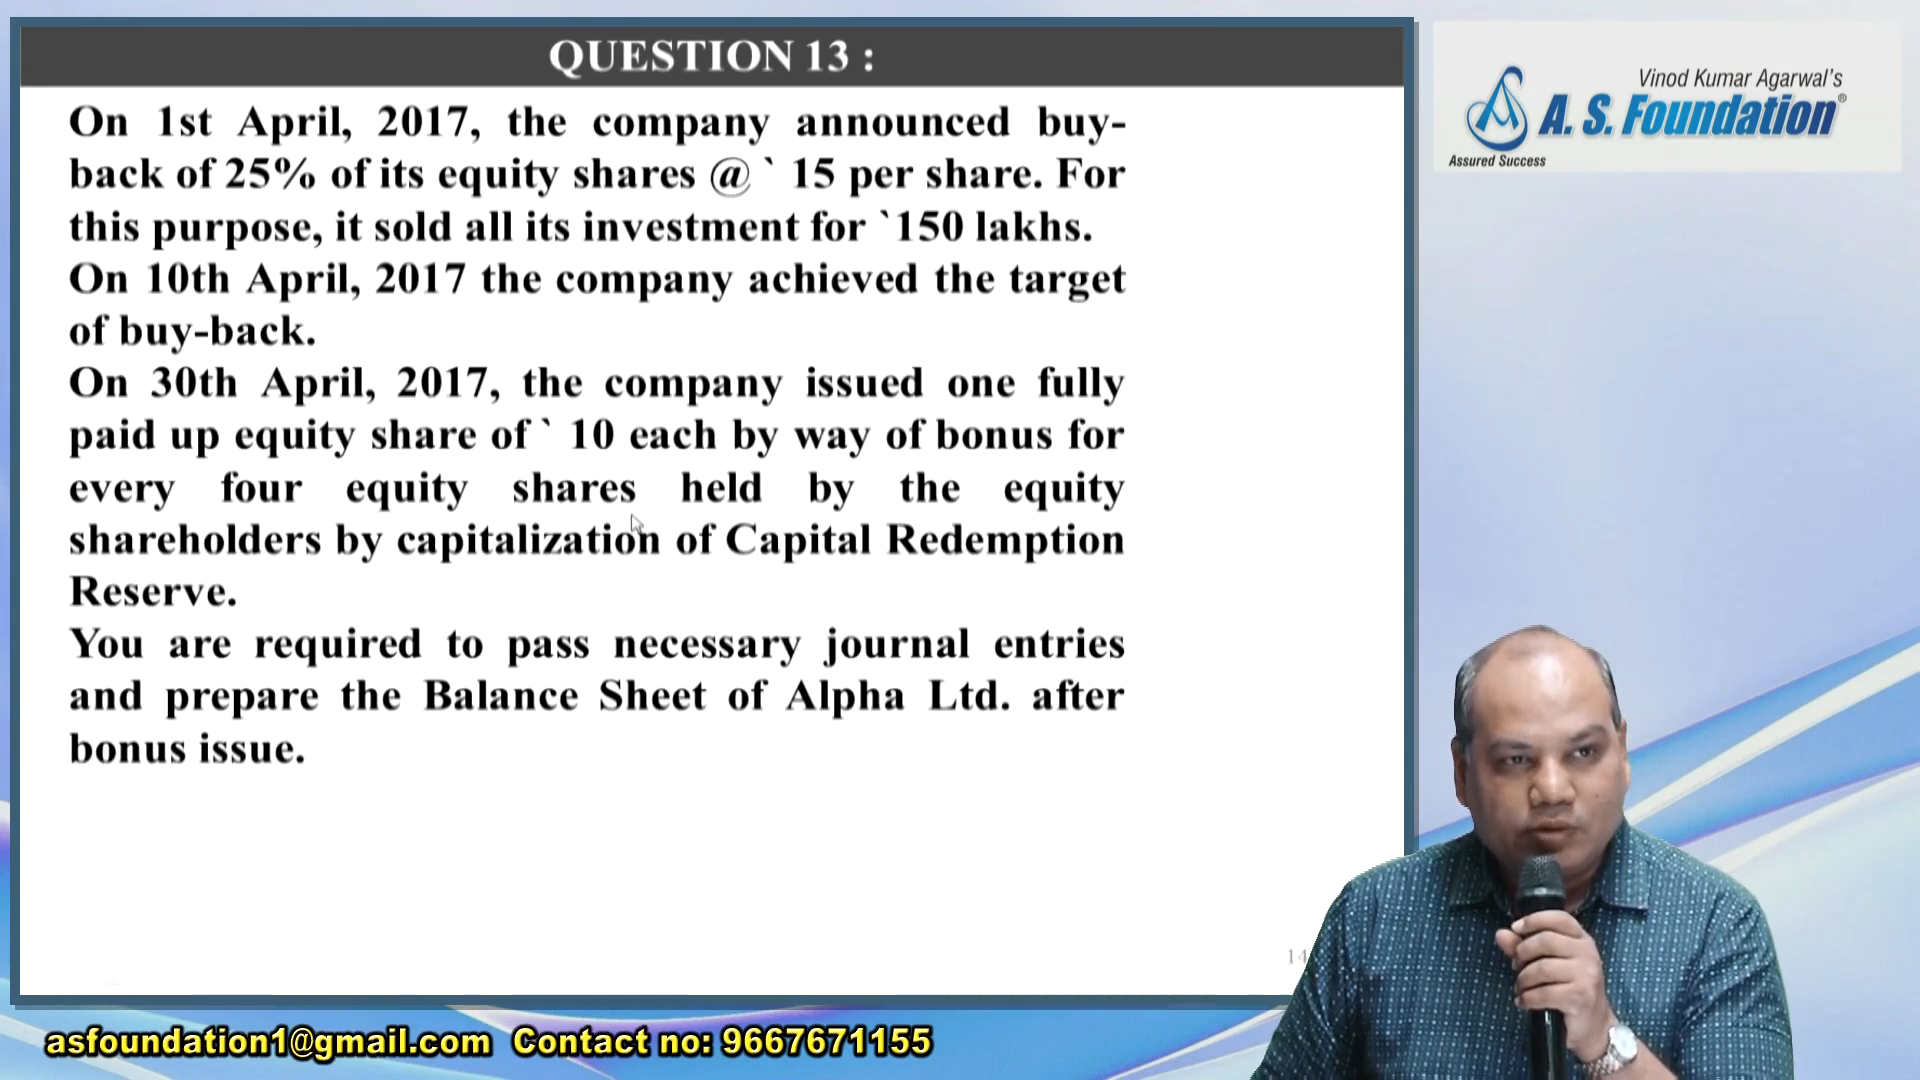 QUESTION 13 :
On 1st April, 2017, the company announced buy-
back of 25% of its equity shares @ ` 15 per share. For
this purpose, it sold all its investment for `150 lakhs.
On 10th April, 2017 the company achieved the target
of buy-back.
On 30th April, 2017, the company issued one fully
paid up equity share of ` 10 each by way of bonus for
every four equity shares held by the equity
shareholders by capitalization of Capital Redemption
Reserve.
You are required to pass necessary journal entries
and prepare the Balance Sheet of Alpha Ltd. after
bonus issue.
Vinod Kumar Agarwal's
A. S. Foundation®
Assured Success
asfoundation1@gmail.com Contact no: 9667671155